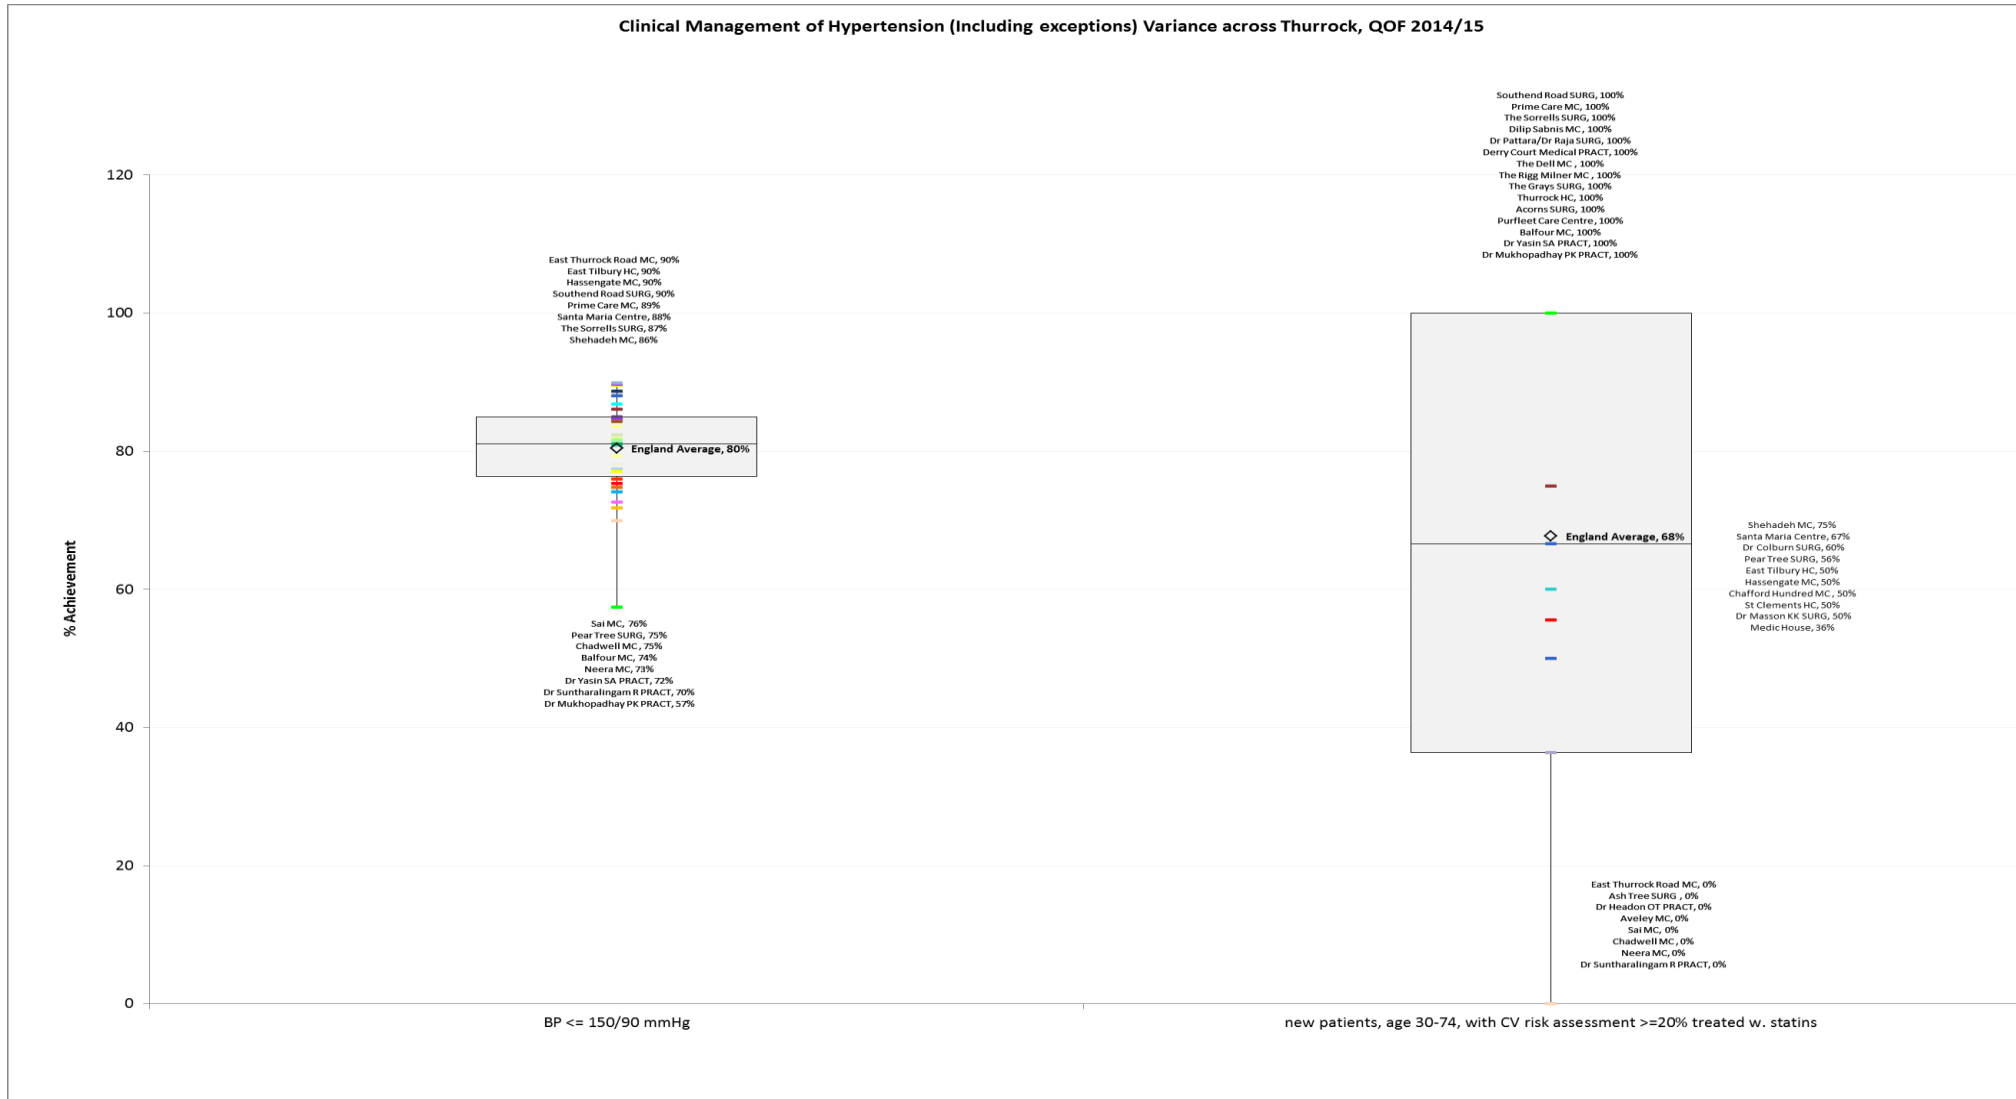 Clinical Management of Hypertension (Including exceptions) Variance across Thurrock, QOF 2014/15
% Achievement
120
100
80
60
40
20
0
East Thurrock Road MC, 90%
East Tilbury HC, 90%
Hassengate MC, 90%
Southend Road SURG, 90%
Prime Care MC, 89%
Santa Maria Centre, 88%
The Sorrells SURG, 87%
Shehadeh MC, 86%
England Average, 80%
Sai MC, 76%
Pear Tree SURG, 75%
Chadwell MC , 75%
Balfour MC, 74%
Neera MC, 73%
Dr Yasin SA PRACT, 72%
Dr Suntharalingam R PRACT, 70%
Dr Mukhopadhay PK PRACT, 57%
Southend Road SURG, 100%
Prime Care MC, 100%
The Sorrells SURG, 100%
Dilip Sabnis MC , 100%
Dr Pattara/Dr Raja SURG, 100%
Derry Court Medical PRACT, 100%
The Dell MC , 100%
The Rigg Milner MC , 100%
The Grays SURG, 100%
Thurrock HC, 100%
Acorns SURG, 100%
Purfleet Care Centre, 100%
Balfour MC, 100%
Dr Yasin SA PRACT, 100%
Dr Mukhopadhay PK PRACT, 100%
England Average, 68%
Shehadeh MC, 75%
Santa Maria Centre, 67%
Dr Colburn SURG, 60%
Pear Tree SURG, 56%
East Tilbury HC, 50%
Hassengate MC, 50%
Chafford Hundred MC , 50%
St Clements HC, 50%
Dr Masson KK SURG, 50%
Medic House, 36%
East Thurrock Road MC, 0%
Ash Tree SURG , 0%
Dr Headon OT PRACT, 0%
Aveley MC, 0%
Sai MC, 0%
Chadwell MC , 0%
Neera MC, 0%
Dr Suntharalingam R PRACT, 0%
BP <= 150/90 mmHg
new patients, age 30-74, with CV risk assessment >=20% treated w. statins